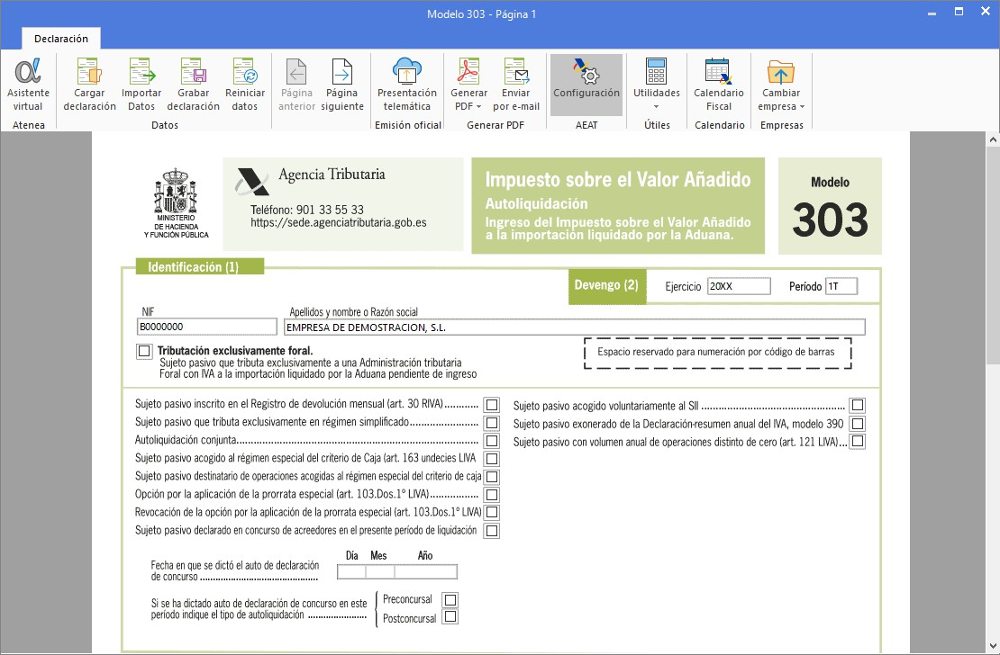 Modelo 303 - Página 1
Declaración
Asistente virtual
Cargar declaración
Importar Datos
Grabar declaración
Reiniciar datos
Página anterior
Página siguiente
Presentación telemática
Generar PDF
Enviar por e-mail
Configuración
Utilidades
Calendario Fiscal
Cambiar empresa
Atenea
Datos
Emisión oficial
Generar PDF
AEAT
Útiles
Calendario
Empresas
MINISTERIO
DE HACIENDA
Y FUNCIÓN PÚBLICA
Agencia Tributaria
Teléfono: 901 33 55 33
https://sede.agenciatributaria.gob.es
Impuesto sobre el Valor Añadido
Autoliquidación
Ingreso del Impuesto sobre el Valor Añadido
a la importación liquidado por la Aduana.
Modelo
303
Identificación (1)
Devengo (2)
Ejercicio 20XX
Período 1T
NIF
Apellidos y nombre o Razón social
B0000000
EMPRESA DE DEMOSTRACION, S.L.
Tributación exclusivamente foral.
Sujeto pasivo que tributa exclusivamente a una Administración tributaria
Foral con IVA a la importación liquidado por la Aduana pendiente de ingreso
Espacio reservado para numeración por código de barras
Sujeto pasivo inscrito en el Registro de devolución mensual (art. 30 RIVA)............
Sujeto pasivo que tributa exclusivamente en régimen simplificado.......................
Autoliquidación conjunta.................................................................................
Sujeto pasivo acogido al régimen especial del criterio de Caja (art. 163 undecies LIVA
Sujeto pasivo destinatario de operaciones acogidas al régimen especial del criterio de caja
Opción por la aplicación de la prorrata especial (art. 103.Dos.1º LIVA)................
Revocación de la opción por la aplicación de la prorrata especial (art. 103.Dos.1º LIVA)
Sujeto pasivo declarado en concurso de acreedores en el presente período de liquidación
Sujeto pasivo acogido voluntariamente al SII ................................................
Sujeto pasivo exonerado de la Declaración-resumen anual del IVA, modelo 390
Sujeto pasivo con volumen anual de operaciones distinto de cero (art. 121 LIVA)...
Día Mes Año
Fecha en que se dictó el auto de declaración
de concurso .......................................
Si se ha dictado auto de declaración de concurso en este
período indique el tipo de autoliquidación ....................
Preconcursal
Postconcursal